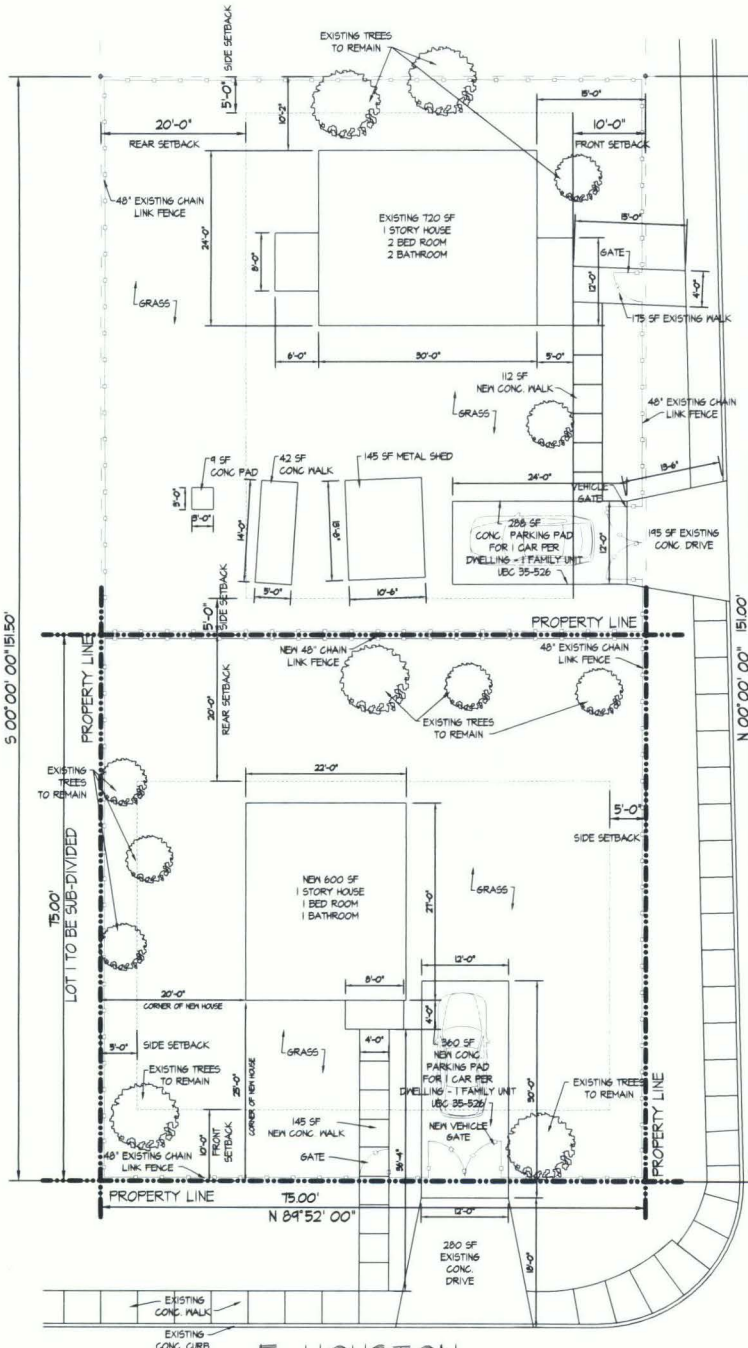 5'-0" SIDE SETBACK
EXISTING TREES
TO REMAIN
20'-0"
REAR SETBACK
10'-2"
15'-0"
10'-0"
FRONT SETBACK
48" EXISTING CHAIN
LINK FENCE
24'-0"
8'-0"
EXISTING 720 SF
1 STORY HOUSE
2 BED ROOM
2 BATHROOM
GATE
12'-0"
4'-0"
175 SF EXISTING WALK
GRASS
6'-0"
30'-0"
5'-0"
112 SF
NEW CONC. WALK
GRASS
48" EXISTING CHAIN
LINK FENCE
9 SF
CONC PAD
42 SF
CONC WALK
145 SF METAL SHED
24'-0"
13'-6"
VEHICLE
GATE
14'-0"
10'-6"
288 SF
CONC. PARKING PAD
FOR 1 CAR PER
DWELLING - 1 FAMILY UNIT
UBC 35-526
12'-0"
195 SF EXISTING
CONC. DRIVE
5'-0"
SIDE SETBACK
PROPERTY LINE
S 00°00' 00" 151.50'
N 00°00' 00" 151.00'
PROPERTY LINE
NEW 48" CHAIN
LINK FENCE
48" EXISTING CHAIN
LINK FENCE
20'-0"
REAR SETBACK
EXISTING TREES
TO REMAIN
EXISTING
TREES
TO REMAIN
22'-0"
5'-0"
SIDE SETBACK
75.00'
LOT 1 TO BE SUB-DIVIDED
NEW 600 SF
1 STORY HOUSE
1 BED ROOM
1 BATHROOM
27'-0"
GRASS
12'-0"
8'-0"
20'-0"
CORNER OF NEW HOUSE
4'-0"
4'-0"
5'-0"
SIDE SETBACK
GRASS
360 SF
NEW CONC.
PARKING PAD
FOR 1 CAR PER
DWELLING - 1 FAMILY UNIT
UBC 35-526
30'-0"
EXISTING TREES
TO REMAIN
25'-0"
CORNER OF NEW HOUSE
EXISTING TREES
TO REMAIN
145 SF
NEW CONC. WALK
NEW VEHICLE
GATE
10'-0"
FRONT
SETBACK
GATE
36'-4"
48" EXISTING CHAIN
LINK FENCE
PROPERTY LINE
PROPERTY LINE
75.00'
N 89°52' 00"
12'-0"
280 SF
EXISTING
CONC.
DRIVE
18'-0"
EXISTING
CONC. WALK
EXISTING
CONC. CURB